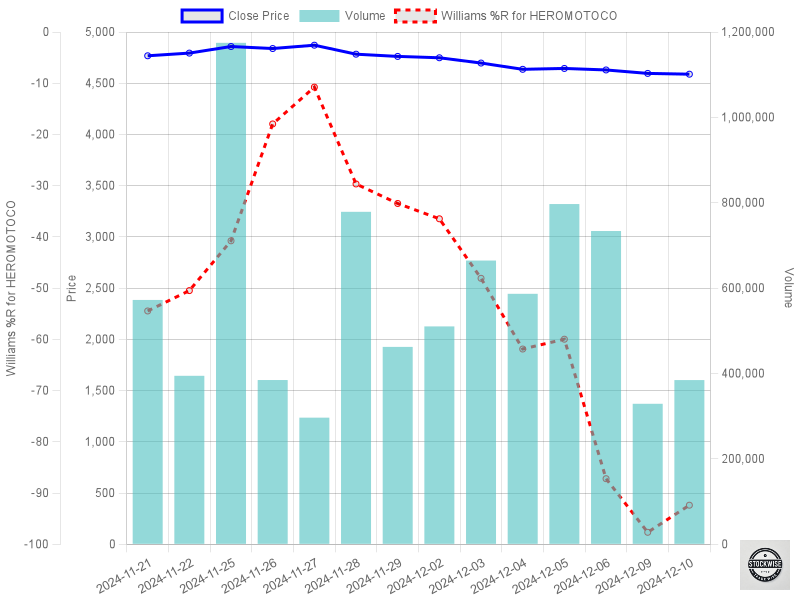 Close Price Volume Williams %R for HEROMOTOCO
0 5,000 1,200,000
-10 4,500
-20 4,000 1,000,000
-30 3,500 800,000
-40 3,000
-50 2,500 600,000
-60 2,000
-70 1,500 400,000
-80 1,000 200,000
-90 500
-100 0 0
Williams %R for HEROMOTOCO
Price
Volume
2024-11-21 2024-11-22 2024-11-25 2024-11-26 2024-11-27 2024-11-28 2024-11-29 2024-12-02 2024-12-03 2024-12-04 2024-12-05 2024-12-06 2024-12-09 2024-12-10
STOCKWISE